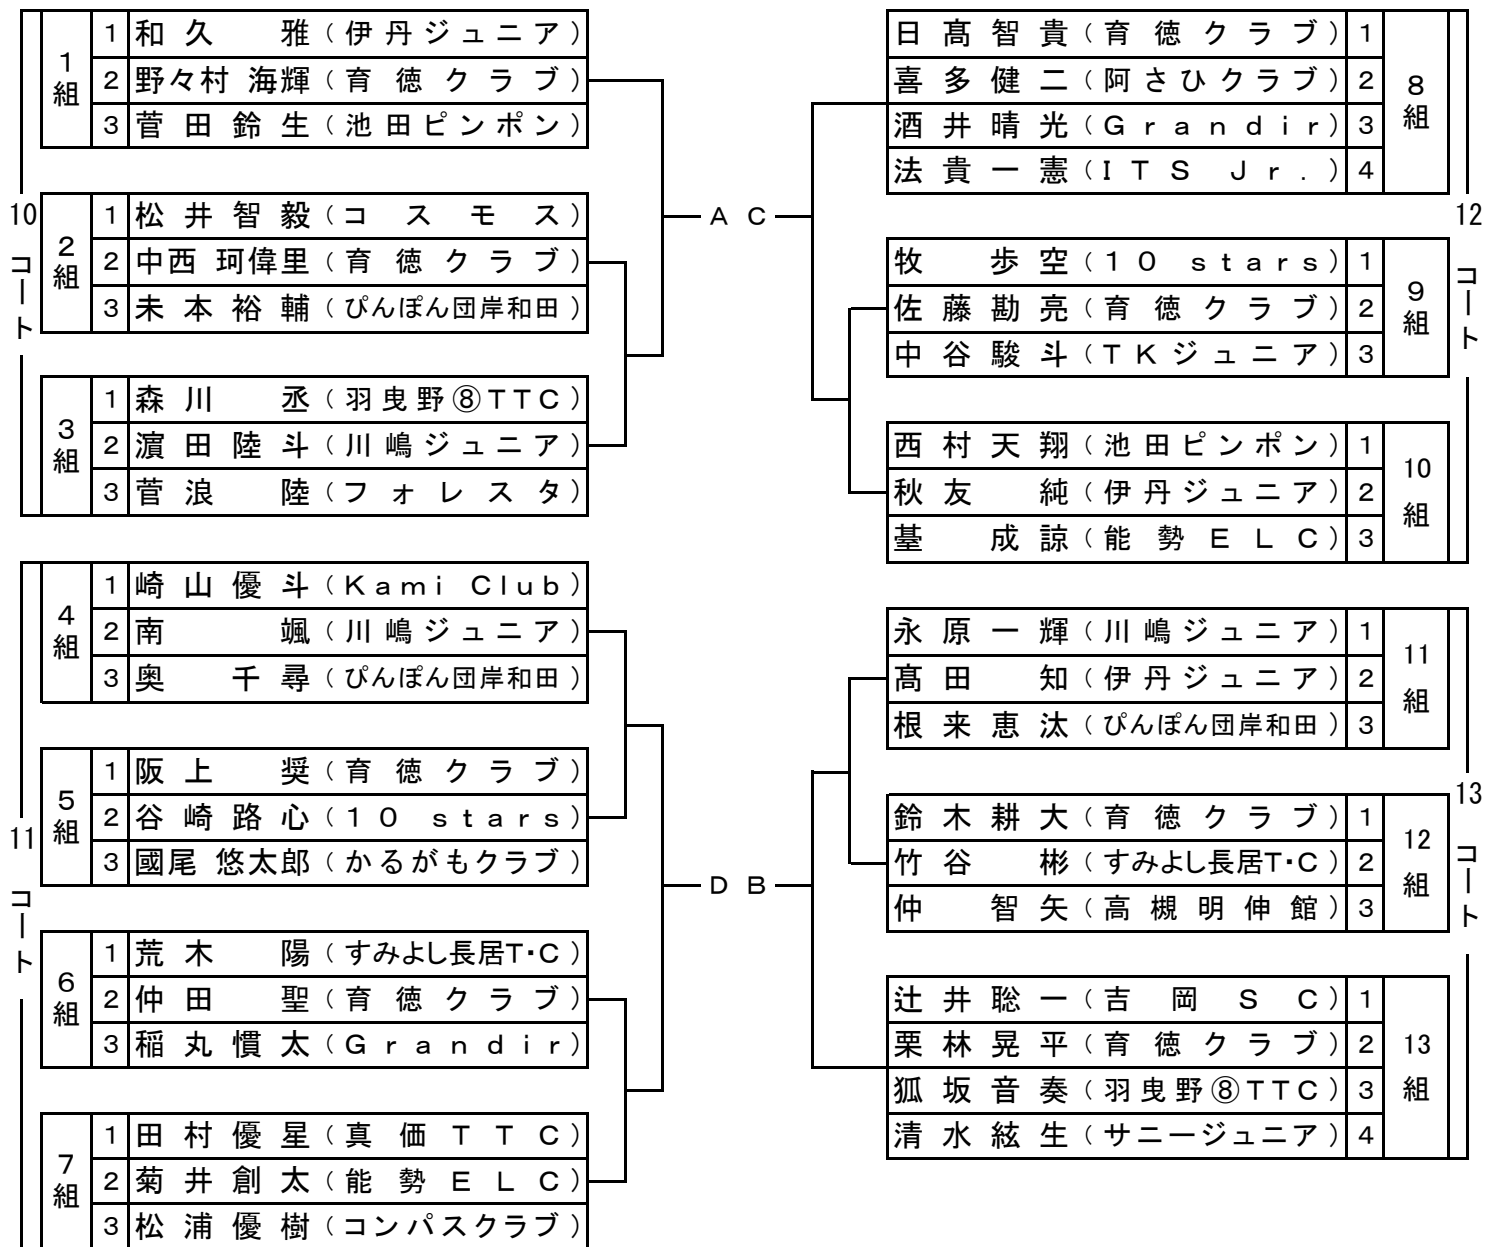 10コート
1組
1 和久 雅（伊丹ジュニア）
2 野々村 海輝（育徳クラブ）
3 菅田鈴生（池田ピンポン）
2組
1 松井智毅（コスモス）
2 中西 珂偉里（育徳クラブ）
3 未本裕輔（ぴんぽん団岸和田）
3組
1 森川 丞（羽曳野⑧TTC）
2 濵田陸斗（川嶋ジュニア）
3 菅浪 陸（フォレスタ）
A
11コート
4組
1 崎山優斗（Kami Club）
2 南 颯（川嶋ジュニア）
3 奥 千尋（ぴんぽん団岸和田）
5組
1 阪上 奨（育徳クラブ）
2 谷崎路心（10 stars）
3 國尾 悠太郎（かるがもクラブ）
6組
1 荒木 陽（すみよし長居T・C）
2 仲田 聖（育徳クラブ）
3 稲丸慣太（Grandir）
7組
1 田村優星（真価TTC）
2 菊井創太（能勢ELC）
3 松浦優樹（コンパスクラブ）
D
12コート
日髙智貴（育徳クラブ） 1
喜多健二（阿さひクラブ） 2
酒井晴光（Grandir） 3
法貴一憲（ITS Jr.） 4
8組
牧 歩空（10 stars） 1
佐藤勘亮（育徳クラブ） 2
中谷駿斗（TKジュニア） 3
9組
西村天翔（池田ピンポン） 1
秋友 純（伊丹ジュニア） 2
基 成諒（能勢ELC） 3
10組
C
13コート
永原一輝（川嶋ジュニア） 1
髙田 知（伊丹ジュニア） 2
根来恵汰（ぴんぽん団岸和田） 3
11組
鈴木耕大（育徳クラブ） 1
竹谷 彬（すみよし長居T・C） 2
仲 智矢（高槻明伸館） 3
12組
辻井聡一（吉岡SC） 1
栗林晃平（育徳クラブ） 2
狐坂音奏（羽曳野⑧TTC） 3
清水絃生（サニージュニア） 4
13組
B